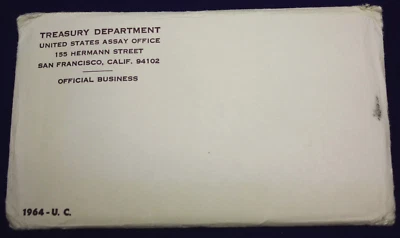 TREASURY DEPARTMENT
UNITED STATES ASSAY OFFICE
155 HERMANN STREET
SAN FRANCISCO, CALIF. 94102
OFFICIAL BUSINESS
1964 - U. C.